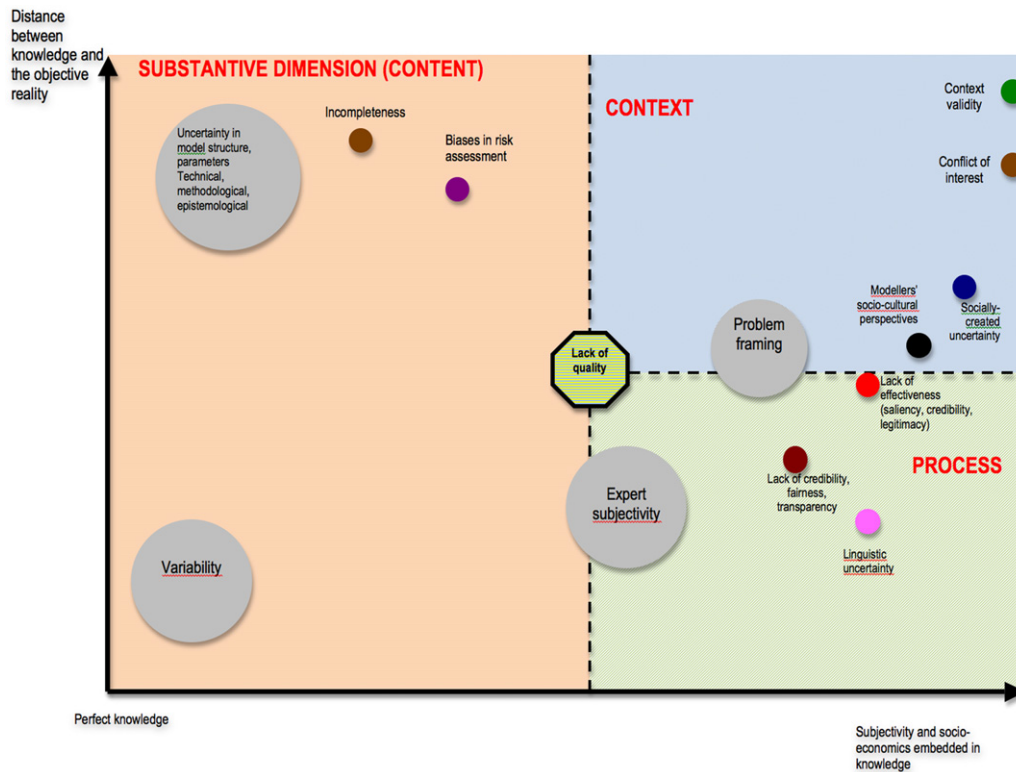 Distance
between
knowledge and
the objective
reality
SUBSTANTIVE DIMENSION (CONTENT)
Uncertainty in
model structure,
parameters
Technical,
methodological,
epistemological
Incompleteness
Biases in risk
assessment
CONTEXT
Context
validity
Conflict of
interest
Modellers'
socio-cultural
perspectives
Socially-
created
uncertainty
Problem
framing
Lack of
quality
Lack of
effectiveness
(saliency, credibility,
legitimacy)
PROCESS
Lack of credibility,
fairness,
transparency
Expert
subjectivity
Linguistic
uncertainty
Variability
Perfect knowledge
Subjectivity and socio-
economics embedded in
knowledge